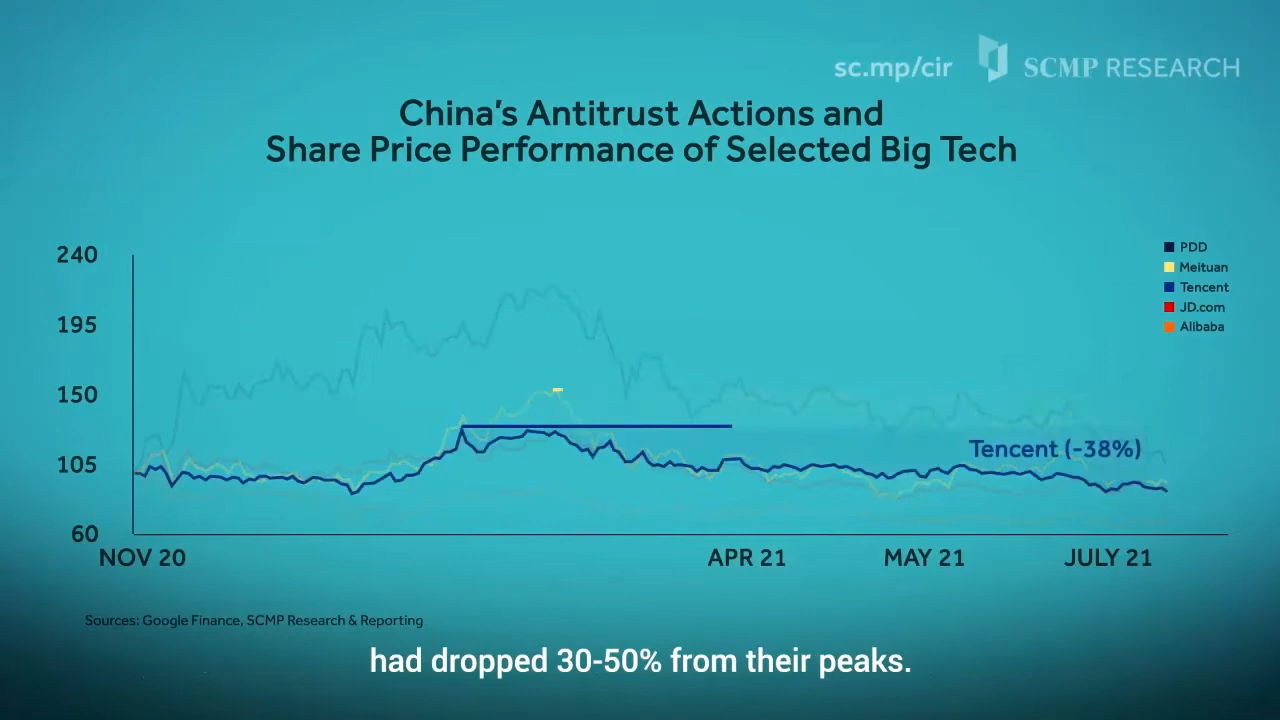 sc.mp/cir SCMP RESEARCH
China's Antitrust Actions and
Share Price Performance of Selected Big Tech
240
195
150
105
60
PDD
Meituan
Tencent
JD.com
Alibaba
Tencent (-38%)
NOV 20 APR 21 MAY 21 JULY 21
Sources: Google Finance, SCMP Research & Reporting
had dropped 30-50% from their peaks.